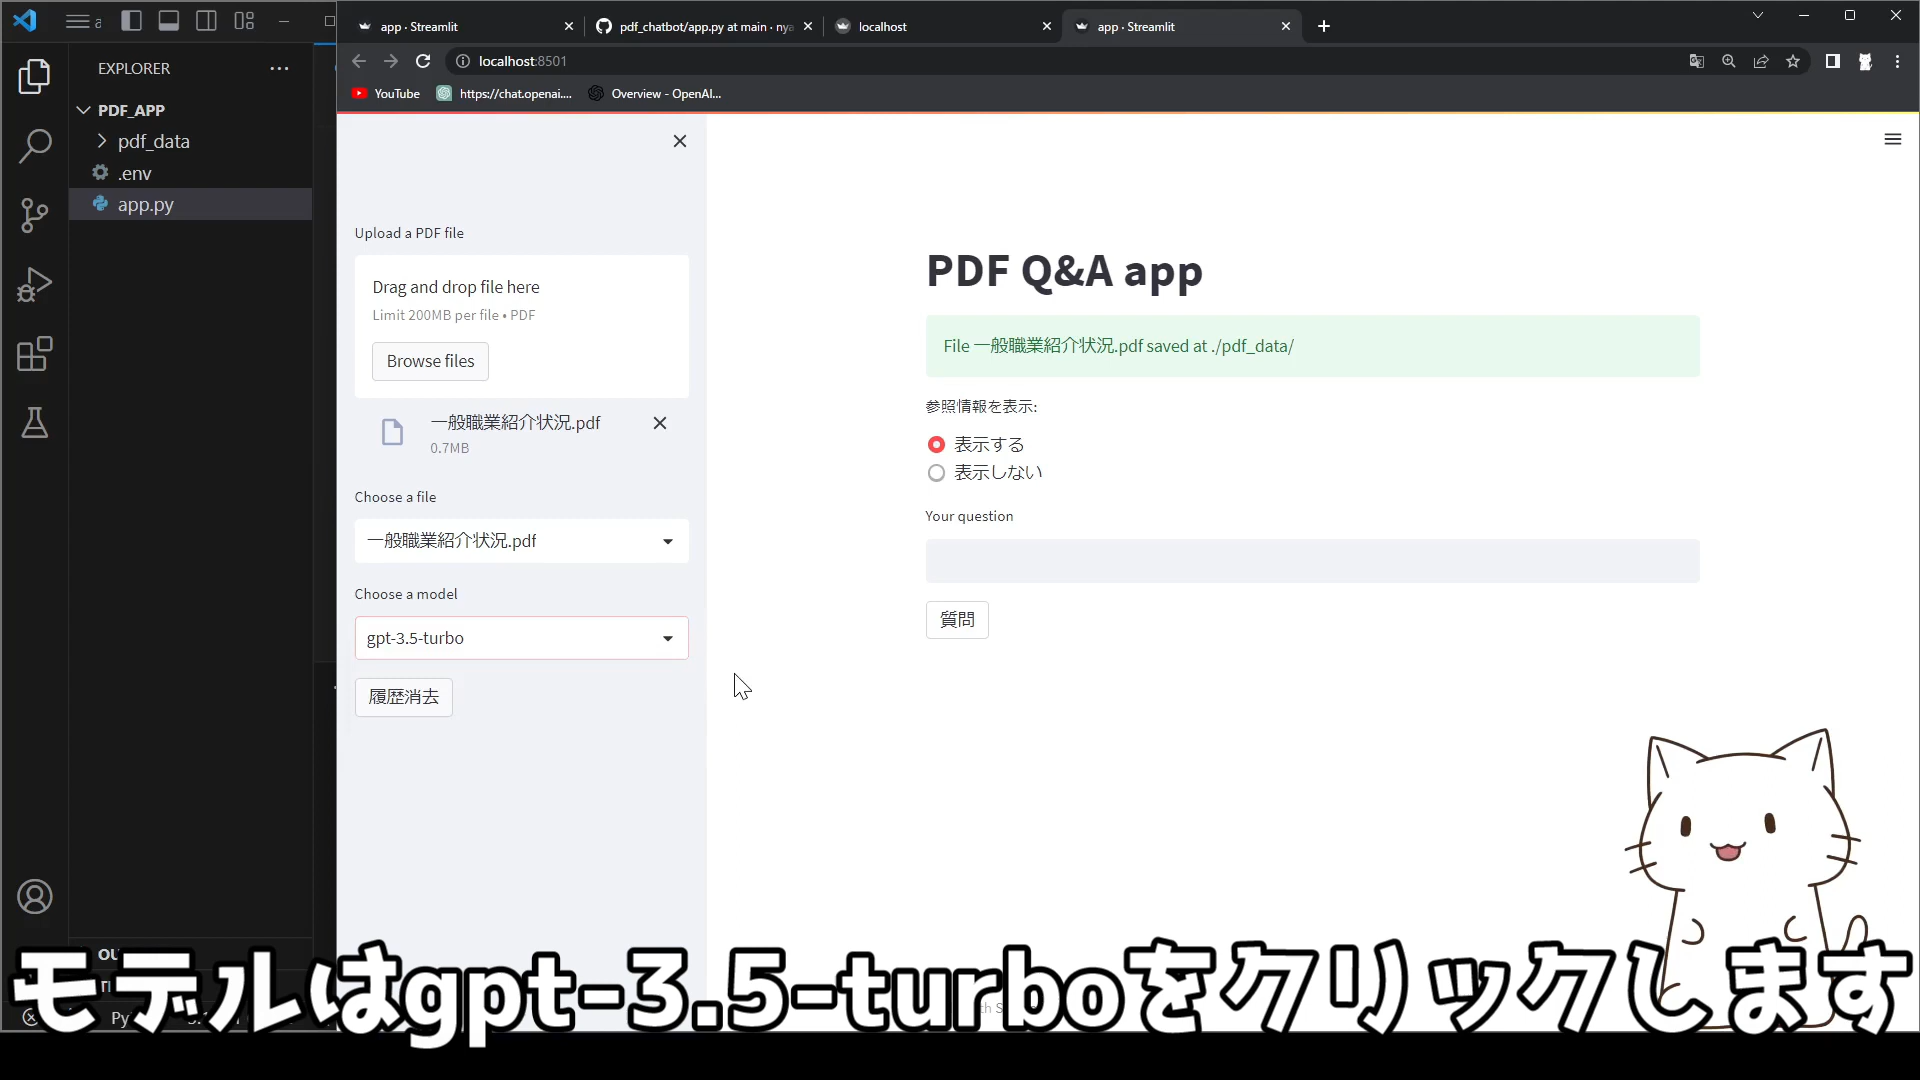 a
EXPLORER
PDF_APP
pdf_data
.env
app.py
app · Streamlit
pdf_chatbot/app.py at main · nya
localhost
app · Streamlit
localhost:8501
YouTube
https://chat.openai....
Overview - OpenAI...
Upload a PDF file
Drag and drop file here
Limit 200MB per file • PDF
Browse files
一般職業紹介状況.pdf
0.7MB
Choose a file
一般職業紹介状況.pdf
Choose a model
gpt-3.5-turbo
履歴消去
PDF Q&A app
File 一般職業紹介状況.pdf saved at ./pdf_data/
参照情報を表示:
表示する
表示しない
Your question
質問
モデルはgpt-3.5-turboをクリックします